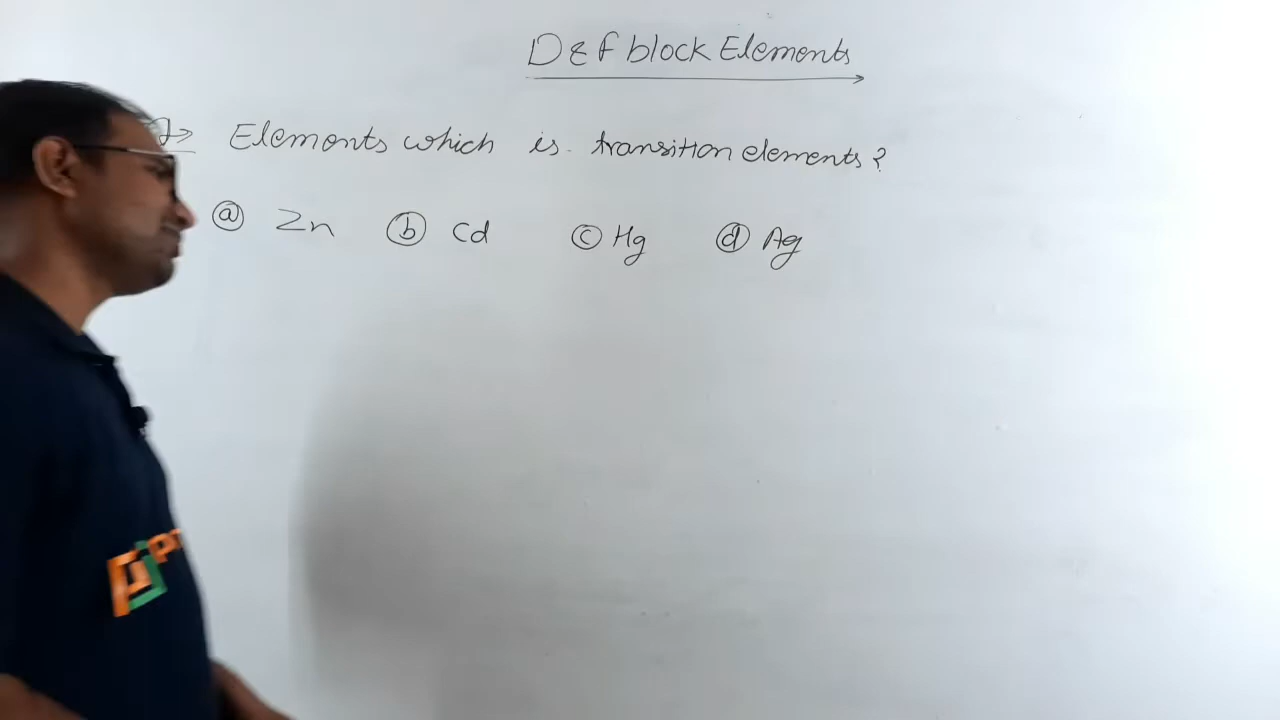 D & f block Elements
Elements which is transition elements?
(a) Zn (b) Cd (c) Hg (d) Ag